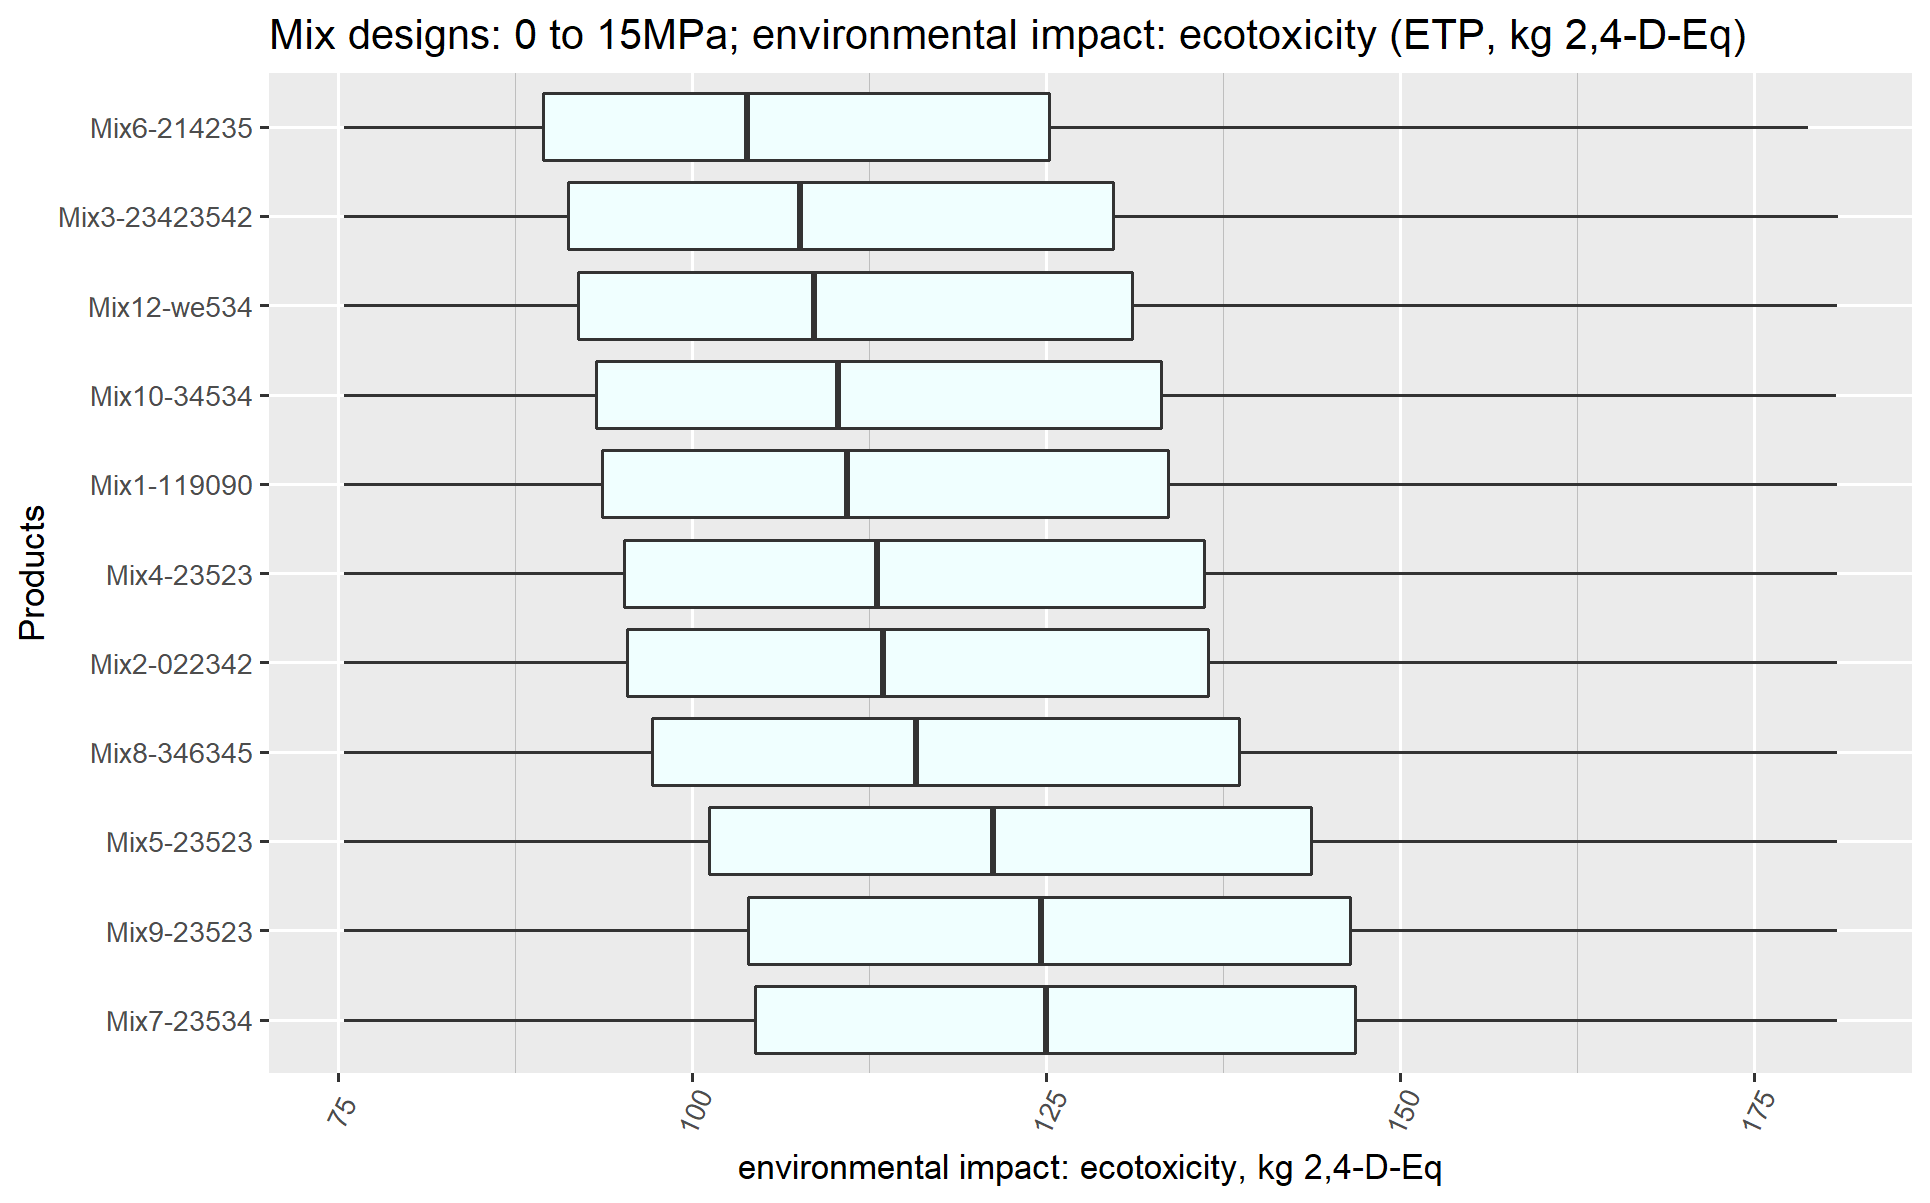 Mix designs: 0 to 15MPa; environmental impact: ecotoxicity (ETP, kg 2,4-D-Eq)
Products
Mix6-214235
Mix3-23423542
Mix12-we534
Mix10-34534
Mix1-119090
Mix4-23523
Mix2-022342
Mix8-346345
Mix5-23523
Mix9-23523
Mix7-23534
75 100 125 150 175
environmental impact: ecotoxicity, kg 2,4-D-Eq